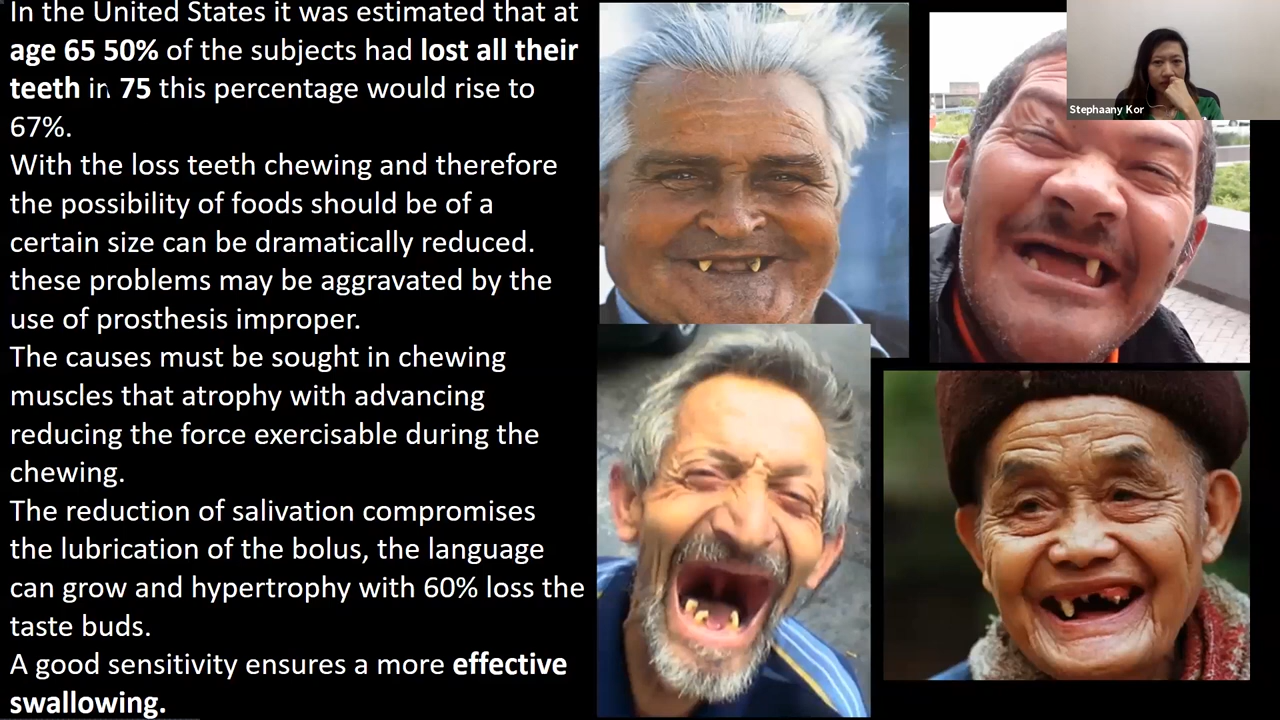 In the United States it was estimated that at
age 65 50% of the subjects had lost all their
teeth in 75 this percentage would rise to
67%.
With the loss teeth chewing and therefore
the possibility of foods should be of a
certain size can be dramatically reduced.
these problems may be aggravated by the
use of prosthesis improper.
The causes must be sought in chewing
muscles that atrophy with advancing
reducing the force exercisable during the
chewing.
The reduction of salivation compromises
the lubrication of the bolus, the language
can grow and hypertrophy with 60% loss the
taste buds.
A good sensitivity ensures a more effective
swallowing.
Stephaany Kor